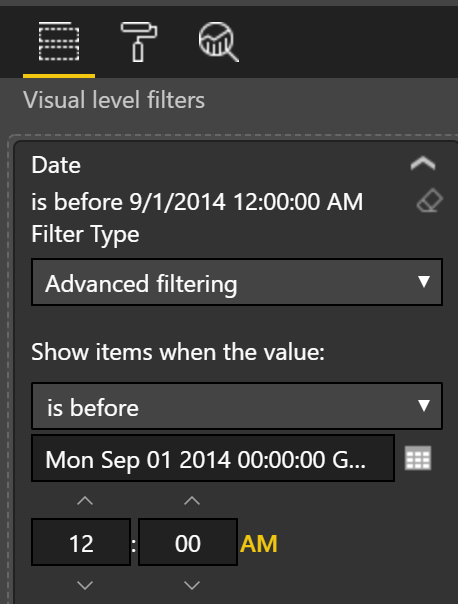 Visual level filters
Date
is before 9/1/2014 12:00:00 AM
Filter Type
Advanced filtering
Show items when the value:
is before
Mon Sep 01 2014 00:00:00 G...
12 : 00 AM